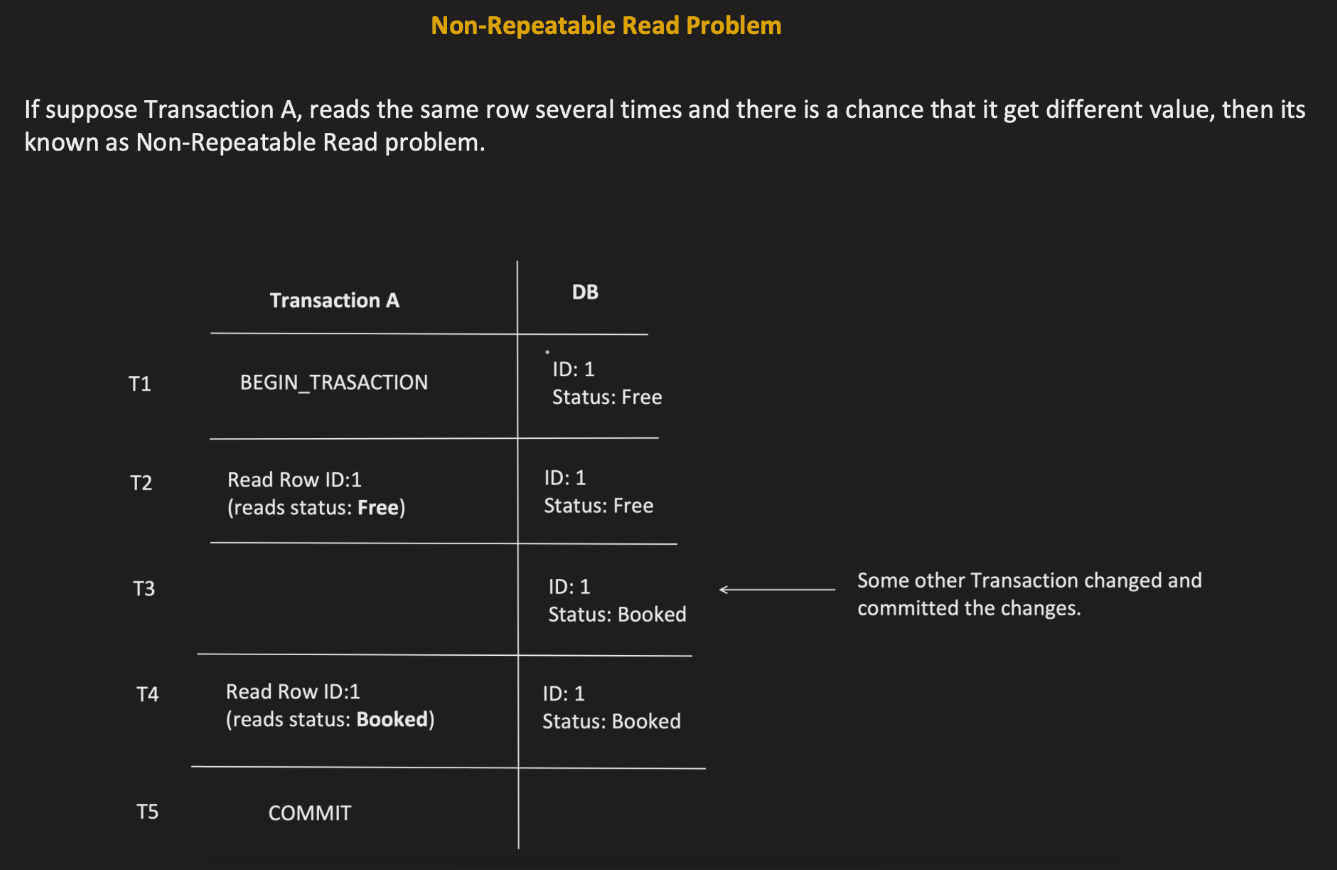 Non-Repeatable Read Problem
If suppose Transaction A, reads the same row several times and there is a chance that it get different value, then its
known as Non-Repeatable Read problem.
Transaction A
DB
T1
BEGIN_TRASACTION
ID: 1
Status: Free
T2
Read Row ID:1
(reads status: Free)
ID: 1
Status: Free
T3
ID: 1
Status: Booked
Some other Transaction changed and
committed the changes.
T4
Read Row ID:1
(reads status: Booked)
ID: 1
Status: Booked
T5
COMMIT